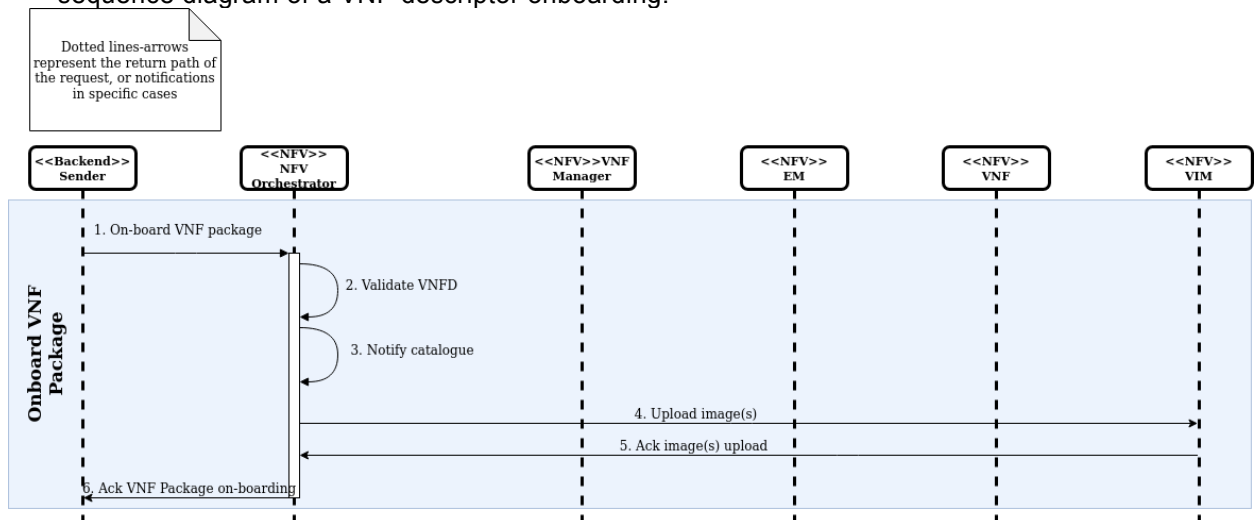 sequence diagram of a VNF descriptor onboarding.
Dotted lines-arrows
represent the return path of
the request, or notifications
in specific cases
<<Backend>>
Sender
<<NFV>>
NFV
Orchestrator
<<NFV>>VNF
Manager
<<NFV>>
EM
<<NFV>>
VNF
<<NFV>>
VIM
Onboard VNF
Package
1. On-board VNF package
2. Validate VNFD
3. Notify catalogue
4. Upload image(s)
5. Ack image(s) upload
6. Ack VNF Package on-boarding